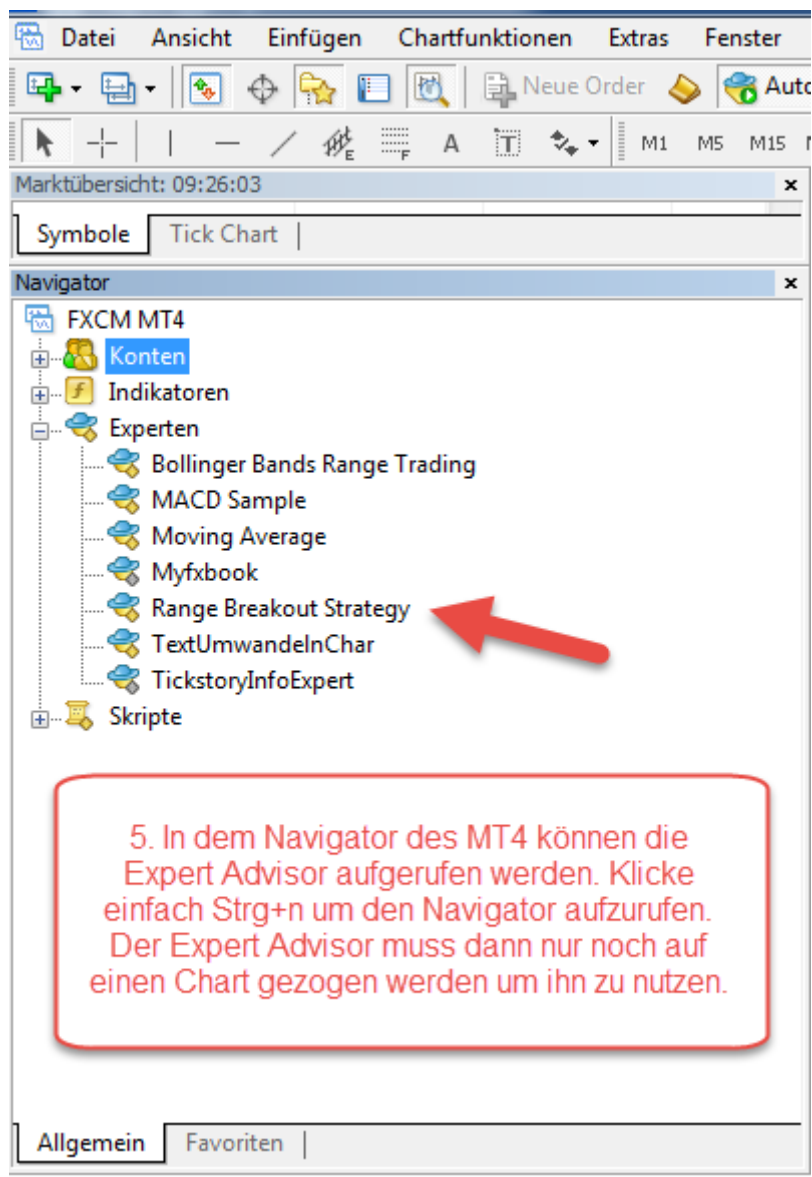 Datei Ansicht Einfügen Chartfunktionen Extras Fenster
Neue Order Auto
E F A T M1 M5 M15
Marktübersicht: 09:26:03
Symbole Tick Chart
Navigator
FXCM MT4
Konten
Indikatoren
Experten
Bollinger Bands Range Trading
MACD Sample
Moving Average
Myfxbook
Range Breakout Strategy
TextUmwandelnChar
TickstoryInfoExpert
Skripte
5. In dem Navigator des MT4 können die
Expert Advisor aufgerufen werden. Klicke
einfach Strg+n um den Navigator aufzurufen.
Der Expert Advisor muss dann nur noch auf
einen Chart gezogen werden um ihn zu nutzen.
Allgemein Favoriten